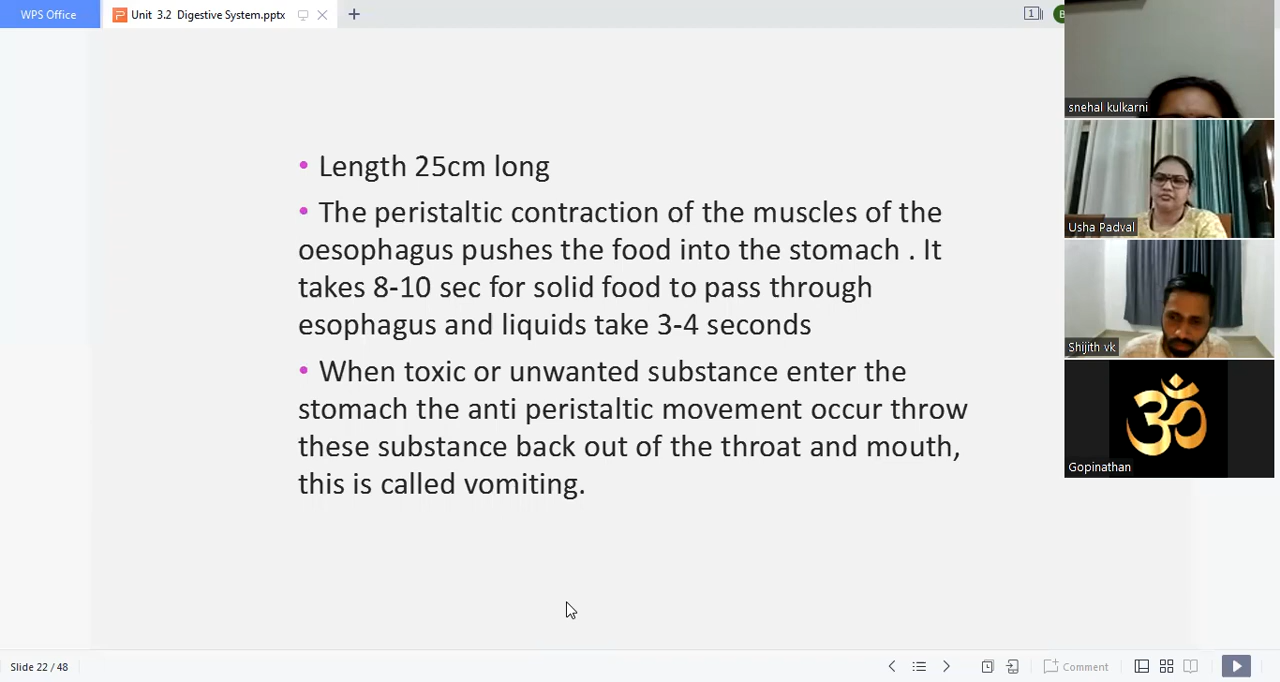 WPS Office
Unit 3.2 Digestive System.pptx
1
B
• Length 25cm long
• The peristaltic contraction of the muscles of the
oesophagus pushes the food into the stomach . It
takes 8-10 sec for solid food to pass through
esophagus and liquids take 3-4 seconds
• When toxic or unwanted substance enter the
stomach the anti peristaltic movement occur throw
these substance back out of the throat and mouth,
this is called vomiting.
snehal kulkarni
Usha Padval
Shijith vk
ॐ
Gopinathan
Slide 22 / 48
Comment